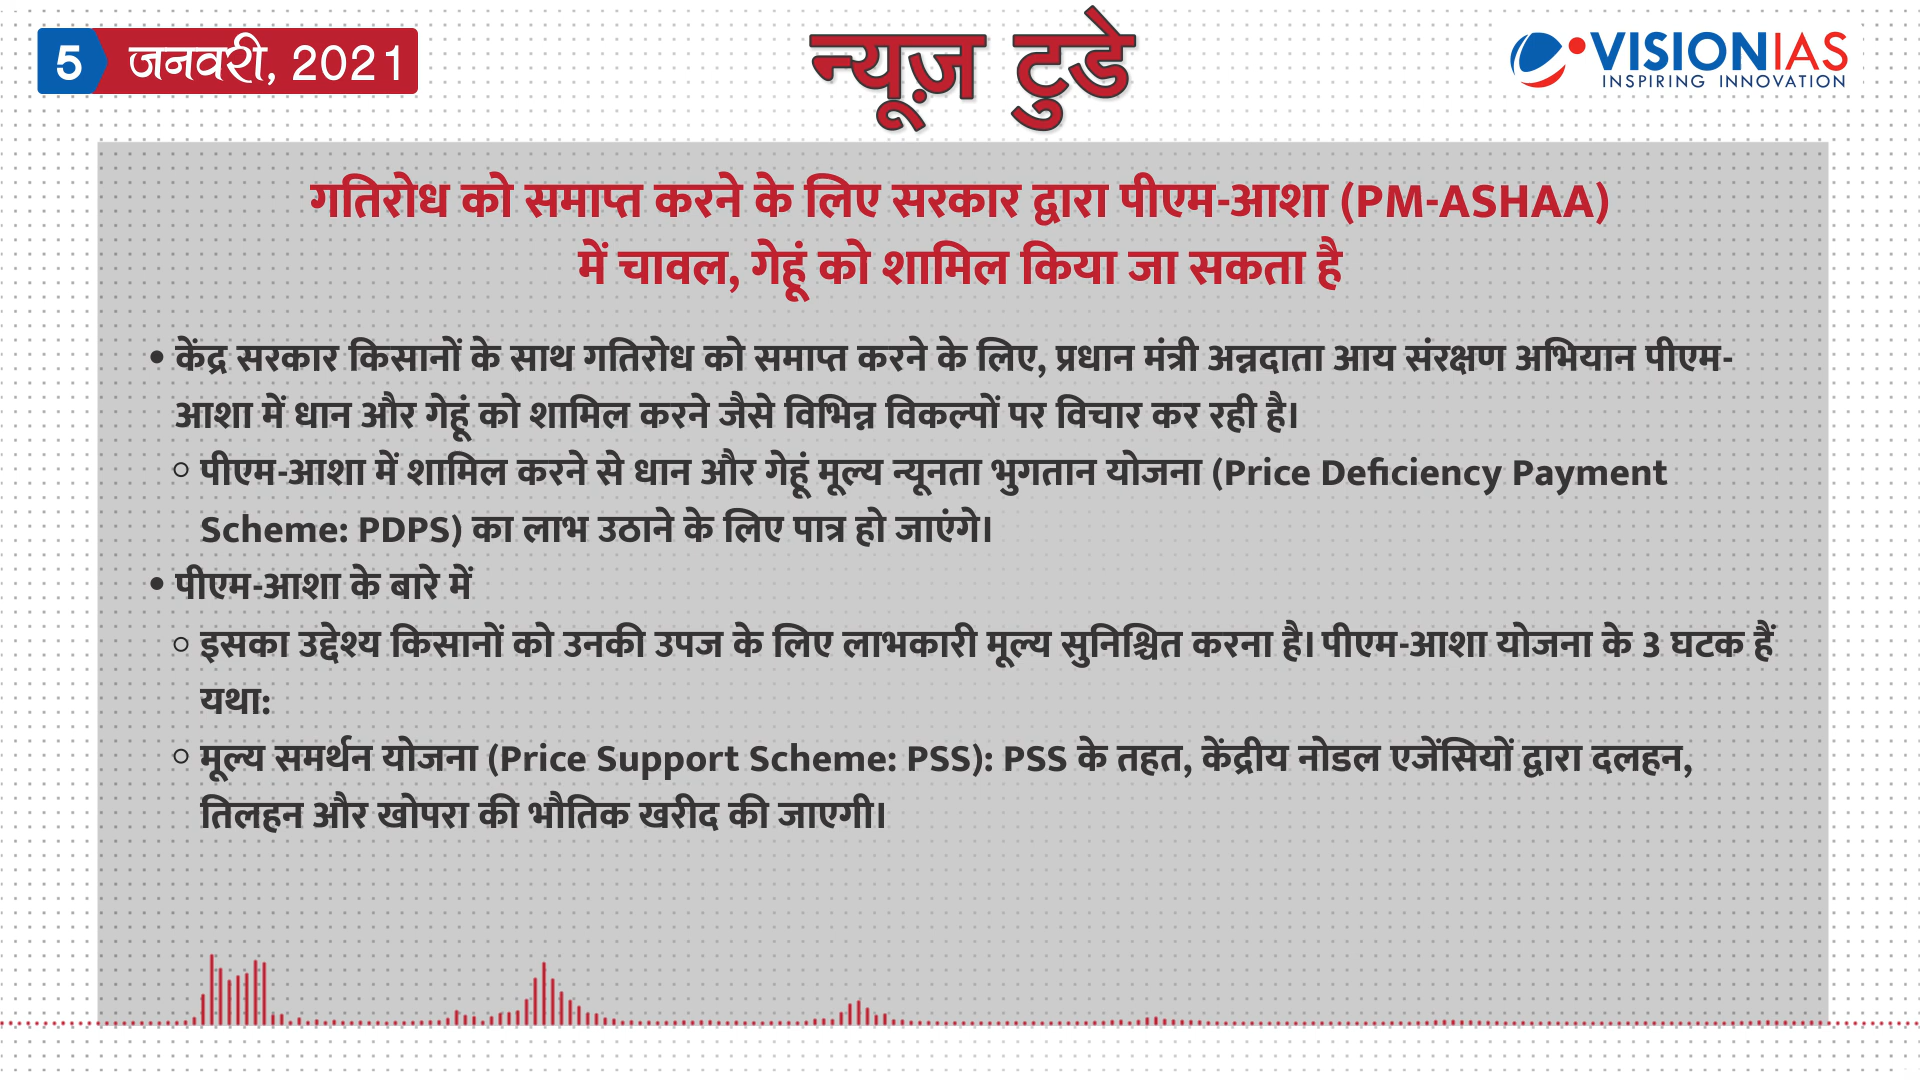 5 जनवरी, 2021
न्यूज़ टुडे
VISIONIAS
INSPIRING INNOVATION
गतिरोध को समाप्त करने के लिए सरकार द्वारा पीएम-आशा (PM-ASHAA)
में चावल, गेहूं को शामिल किया जा सकता है
• केंद्र सरकार किसानों के साथ गतिरोध को समाप्त करने के लिए, प्रधान मंत्री अन्नदाता आय संरक्षण अभियान पीएम-
आशा में धान और गेहूं को शामिल करने जैसे विभिन्न विकल्पों पर विचार कर रही है।
○ पीएम-आशा में शामिल करने से धान और गेहूं मूल्य न्यूनता भुगतान योजना (Price Deficiency Payment
Scheme: PDPS) का लाभ उठाने के लिए पात्र हो जाएंगे।
• पीएम-आशा के बारे में
○ इसका उद्देश्य किसानों को उनकी उपज के लिए लाभकारी मूल्य सुनिश्चित करना है। पीएम-आशा योजना के 3 घटक हैं
यथा:
○ मूल्य समर्थन योजना (Price Support Scheme: PSS): PSS के तहत, केंद्रीय नोडल एजेंसियों द्वारा दलहन,
तिलहन और खोपरा की भौतिक खरीद की जाएगी।